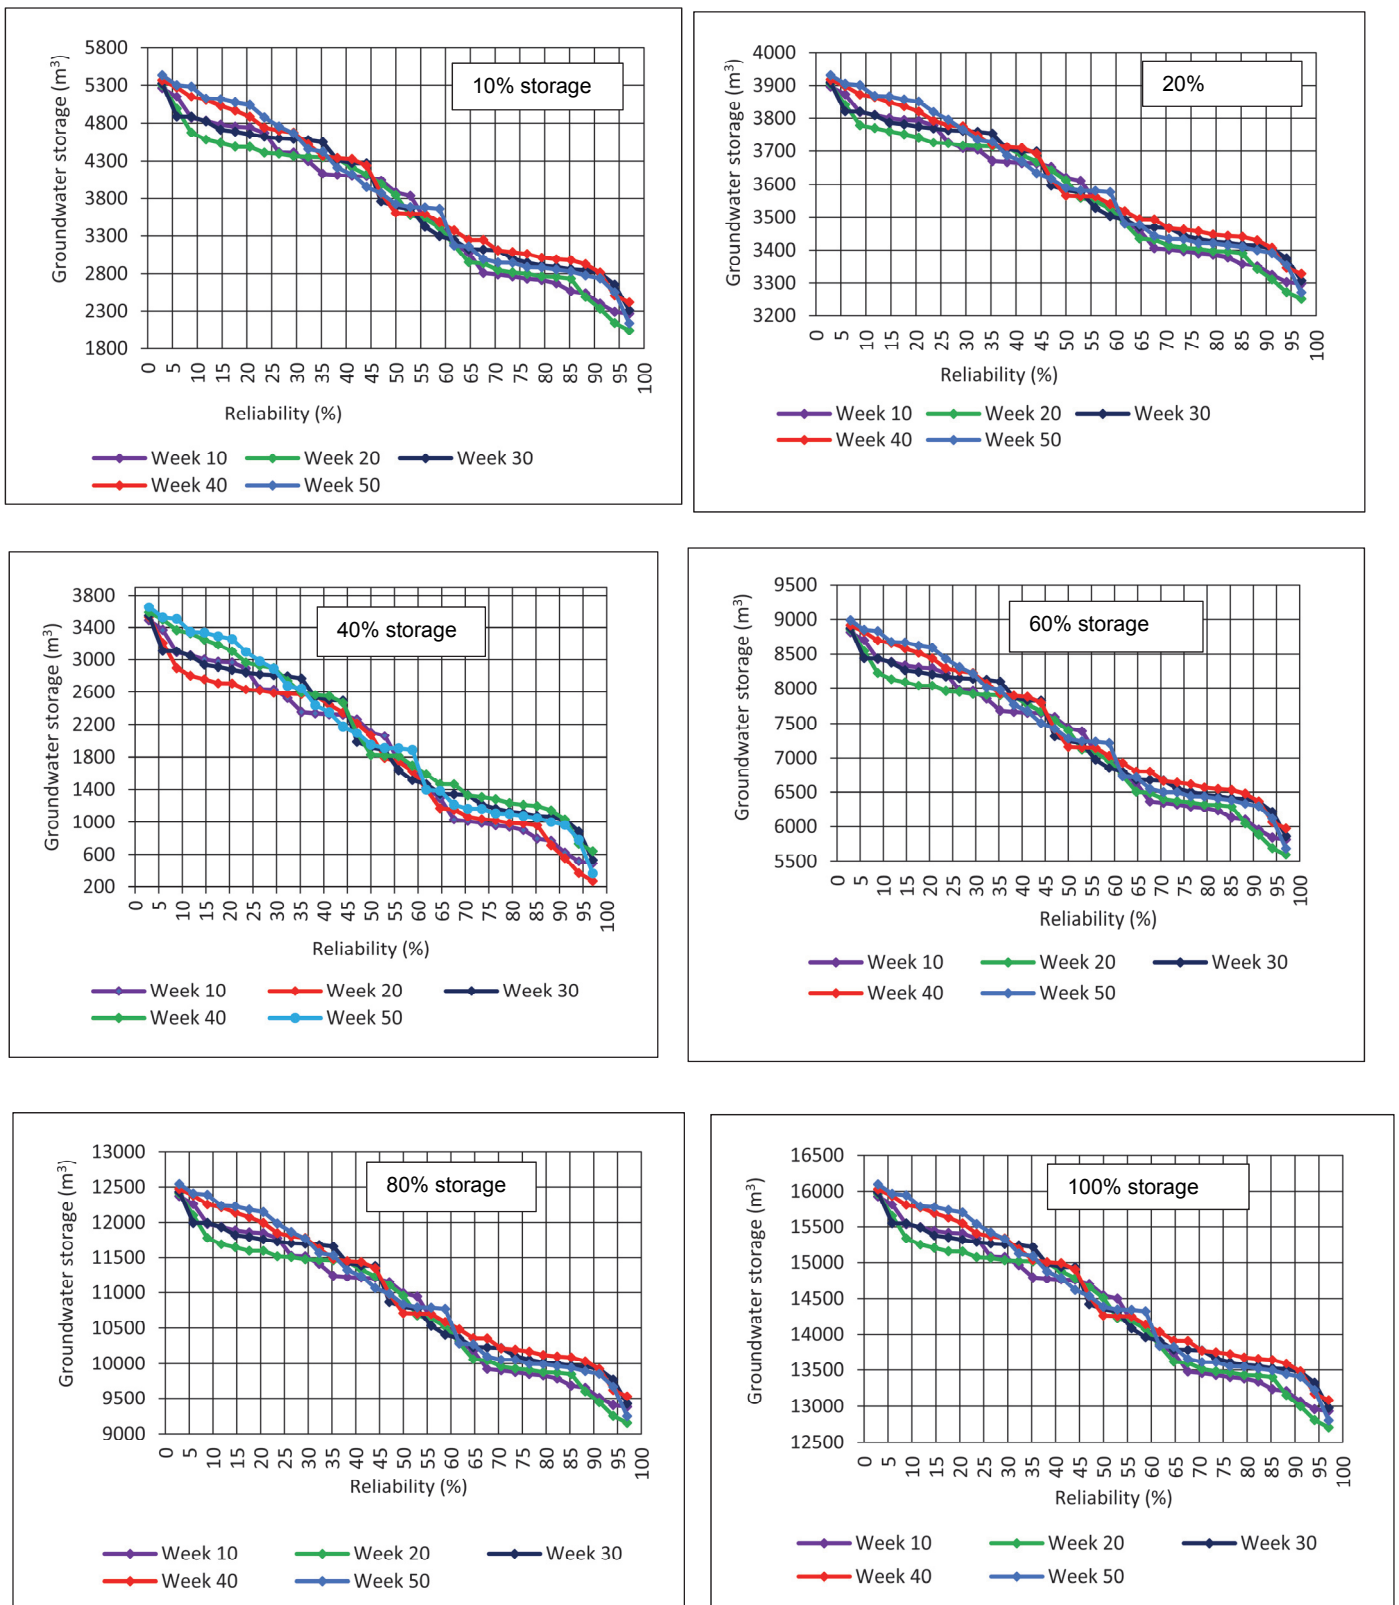 10% storage
Groundwater storage (m³)
5800
5300
4800
4300
3800
3300
2800
2300
1800
0 5 10 15 20 25 30 35 40 45 50 55 60 65 70 75 80 85 90 95 100
Reliability (%)
Week 10 Week 20 Week 30
Week 40 Week 50
20%
Groundwater storage (m³)
4000
3900
3800
3700
3600
3500
3400
3300
3200
0 5 10 15 20 25 30 35 40 45 50 55 60 65 70 75 80 85 90 95 100
Reliability (%)
Week 10 Week 20 Week 30
Week 40 Week 50
40% storage
Groundwater storage (m³)
3800
3400
3000
2600
2200
1800
1400
1000
600
200
0 5 10 15 20 25 30 35 40 45 50 55 60 65 70 75 80 85 90 95 100
Reliability (%)
Week 10 Week 20 Week 30
Week 40 Week 50
60% storage
Groundwater storage (m³)
9500
9000
8500
8000
7500
7000
6500
6000
5500
0 5 10 15 20 25 30 35 40 45 50 55 60 65 70 75 80 85 90 95 100
Reliability (%)
Week 10 Week 20 Week 30
Week 40 Week 50
80% storage
Groundwater storage (m³)
13000
12500
12000
11500
11000
10500
10000
9500
9000
0 5 10 15 20 25 30 35 40 45 50 55 60 65 70 75 80 85 90 95 100
Reliability (%)
Week 10 Week 20 Week 30
Week 40 Week 50
100% storage
Groundwater storage (m³)
16500
16000
15500
15000
14500
14000
13500
13000
12500
0 5 10 15 20 25 30 35 40 45 50 55 60 65 70 75 80 85 90 95 100
Reliability (%)
Week 10 Week 20 Week 30
Week 40 Week 50